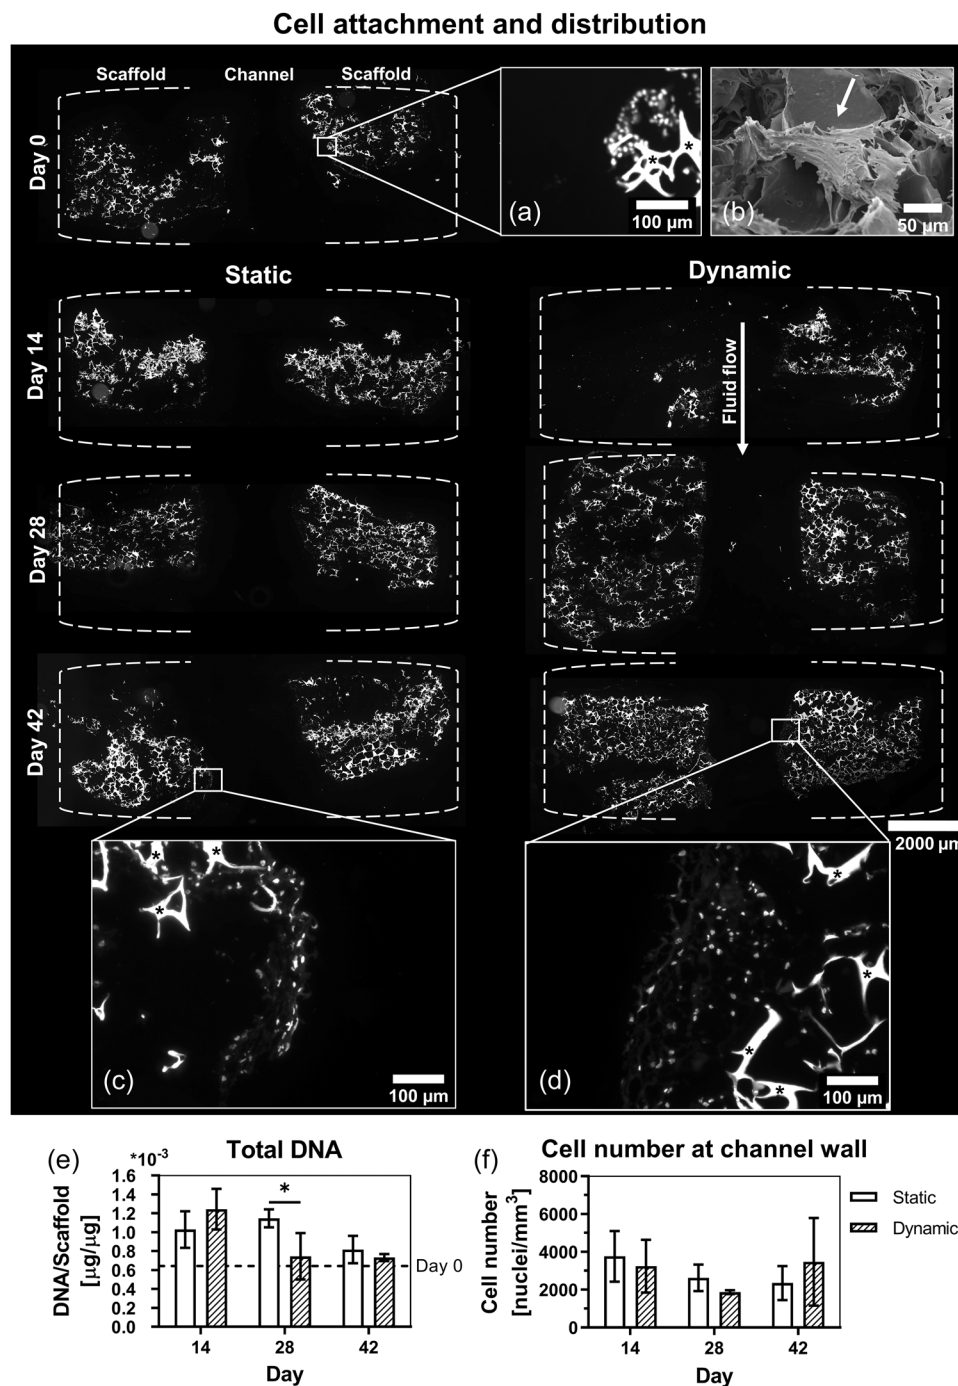 Cell attachment and distribution
Scaffold Channel Scaffold
Day 0
(a)
*
*
100 µm
(b)
50 µm
Static
Dynamic
Day 14
Fluid flow
Day 28
Day 42
2000 µm
* *
*
(c)
100 µm
*
*
*
*
(d)
100 µm
(e)
Total DNA
*10-3
DNA/Scaffold
[µg/µg]
1.6
1.4
1.2
1.0
0.8
0.6
0.4
0.2
0.0
*
Day 0
14 28 42
Day
(f)
Cell number at channel wall
Cell number
[nuclei/mm3]
8000
6000
4000
2000
0
14 28 42
Day
Static
Dynamic